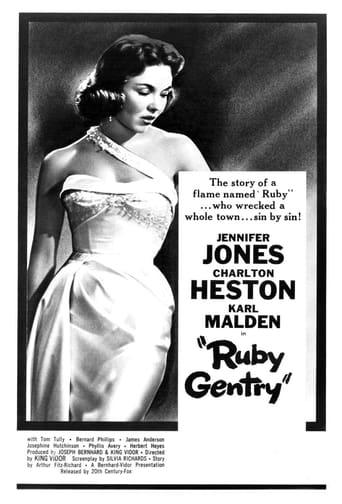 The story of a
flame named "Ruby"
...who wrecked a
whole town...sin by sin!
JENNIFER
JONES
CHARLTON
HESTON
KARL
MALDEN
in
"Ruby
Gentry"
with Tom Tully • Bernard Phillips • James Anderson
Josephine Hutchinson • Phyllis Avery • Herbert Heyes
Produced by JOSEPH BERNHARD & KING VIDOR • Directed
by KING VIDOR Screenplay by SILVIA RICHARDS • Story
by Arthur Fitz-Richard • A Bernhard-Vidor Presentation
Released by 20th Century-Fox